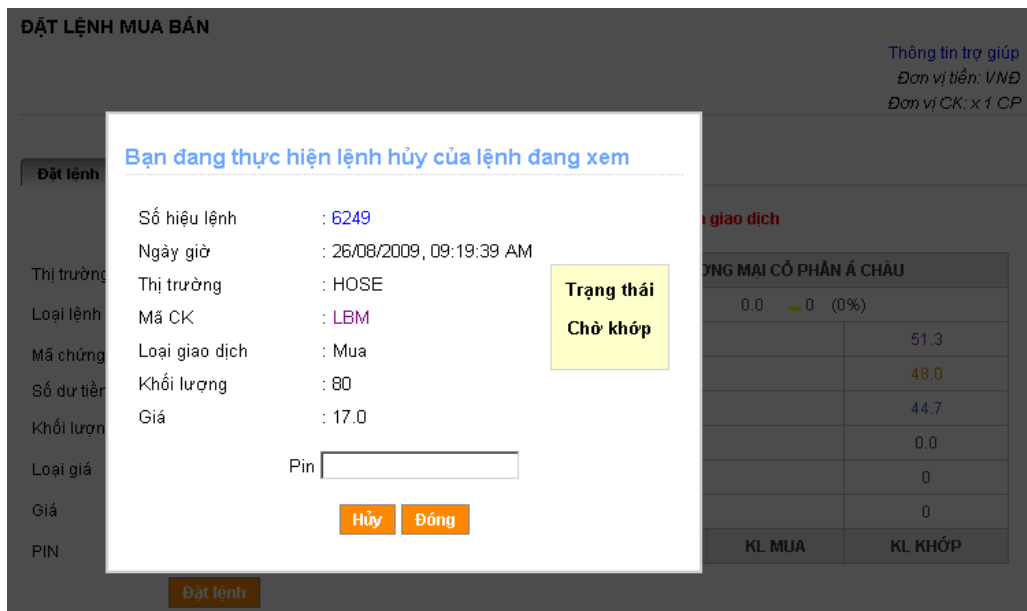 ĐẶT LỆNH MUA BÁN
Thông tin trợ giúp
Đơn vị tiền: VNĐ
Đơn vị CK: x 1 CP
Đặt lệnh
giao dịch
Bạn đang thực hiện lệnh hủy của lệnh đang xem
Số hiệu lệnh : 6249
Ngày giờ : 26/08/2009, 09:19:39 AM
Thị trường : HOSE
Mã CK : LBM
Loại giao dịch : Mua
Khối lượng : 80
Giá : 17.0
Trạng thái
Chờ khớp
Pin
Hủy Đóng
Thị trường
MẠI CỔ PHẦN Á CHÂU
Loại lệnh
0.0 0 (0%)
Mã chứng
51.3
Số dư tiền
48.0
Khối lượn
44.7
0.0
Loại giá
0
Giá
0
PIN
KL MUA KL KHỚP
Đặt lệnh